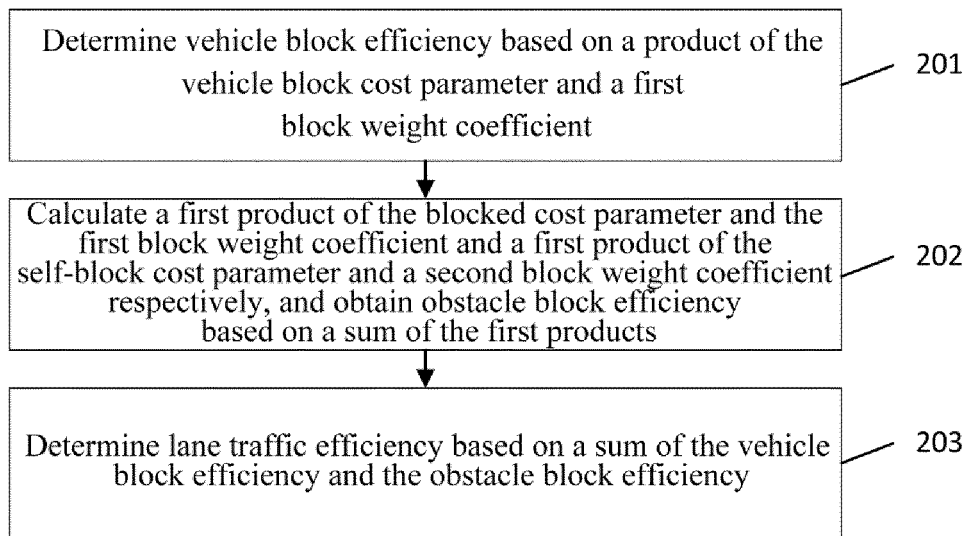 Determine vehicle block efficiency based on a product of the
vehicle block cost parameter and a first
block weight coefficient
201
Calculate a first product of the blocked cost parameter and the
first block weight coefficient and a first product of the
self-block cost parameter and a second block weight coefficient
respectively, and obtain obstacle block efficiency
based on a sum of the first products
202
Determine lane traffic efficiency based on a sum of the vehicle
block efficiency and the obstacle block efficiency
203